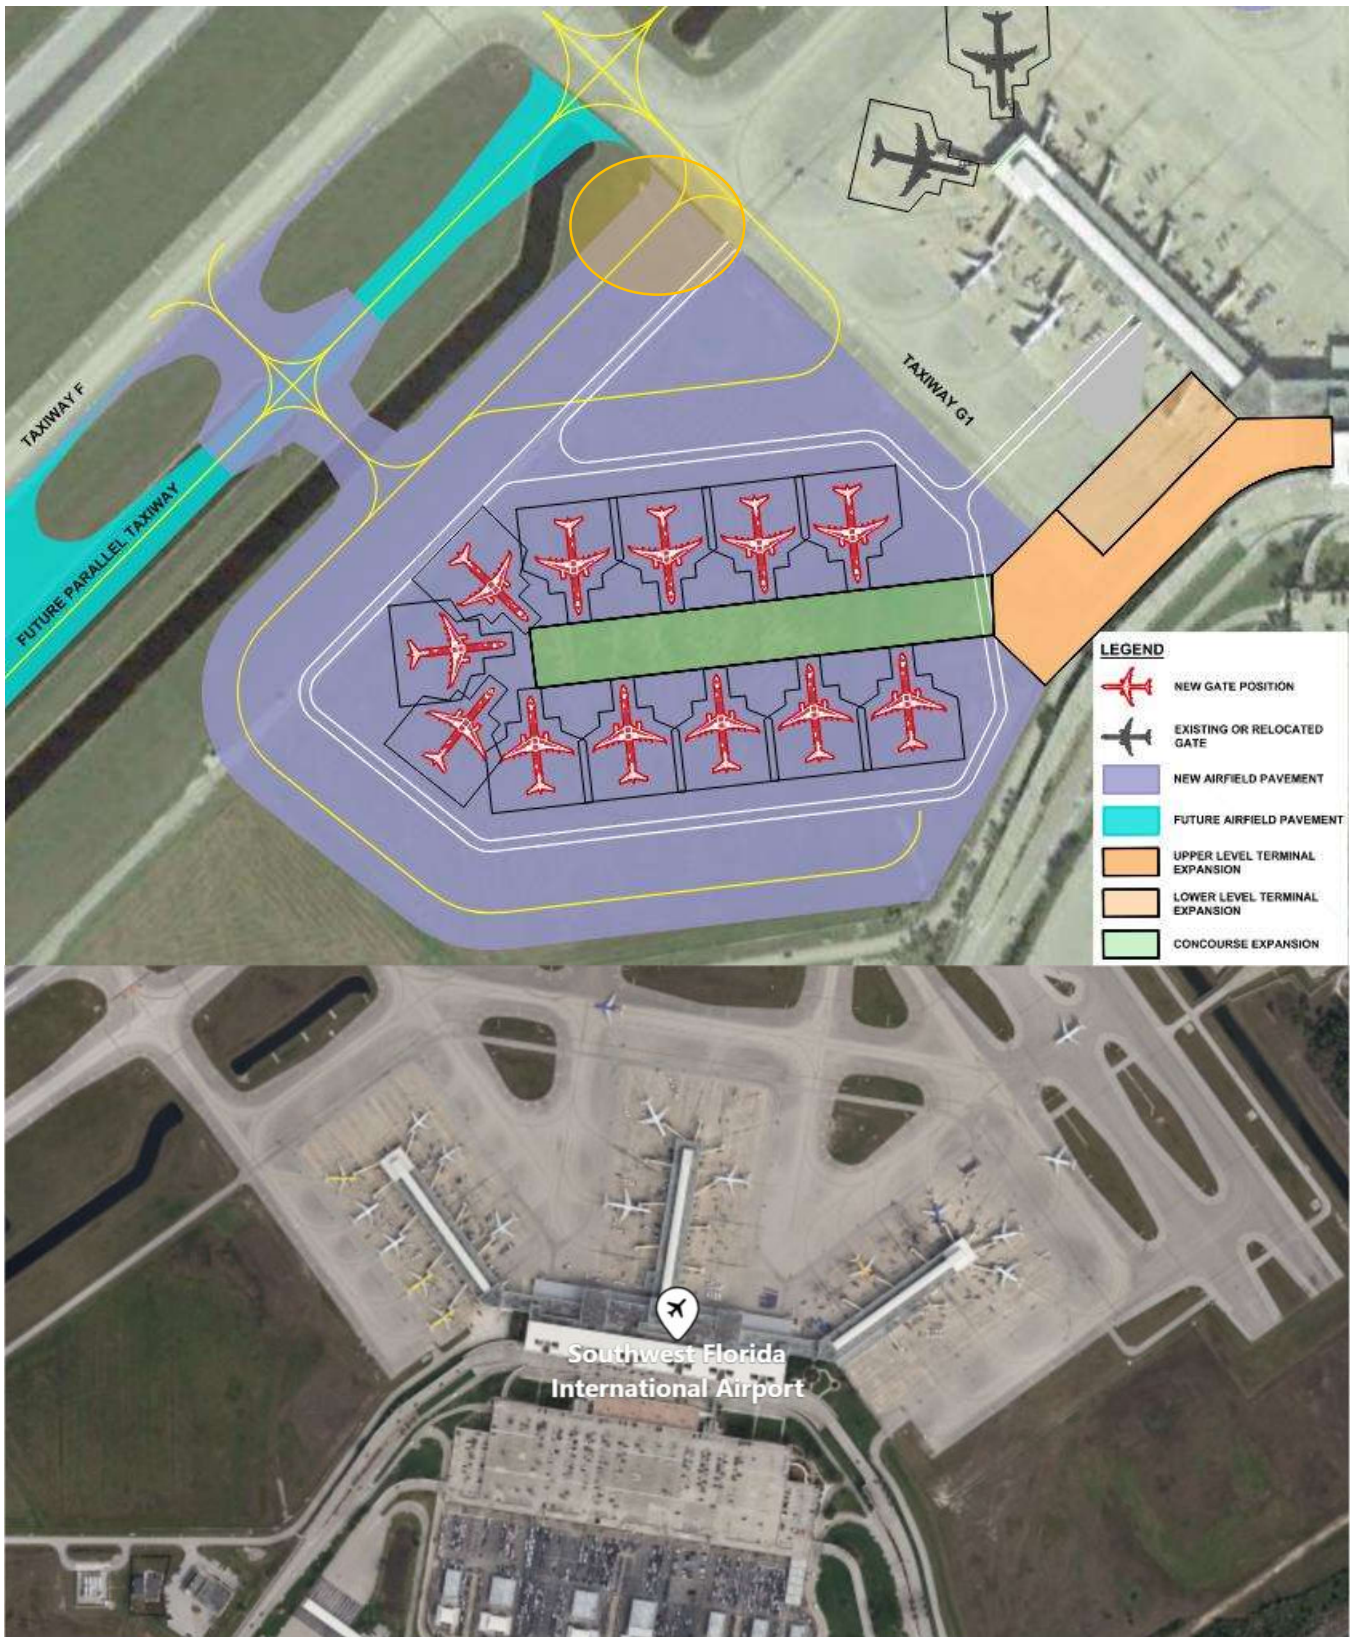 TAXIWAY F
FUTURE PARALLEL TAXIWAY
TAXIWAY G1
LEGEND
NEW GATE POSITION
EXISTING OR RELOCATED
GATE
NEW AIRFIELD PAVEMENT
FUTURE AIRFIELD PAVEMENT
UPPER LEVEL TERMINAL
EXPANSION
LOWER LEVEL TERMINAL
EXPANSION
CONCOURSE EXPANSION
Southwest Florida
International Airport